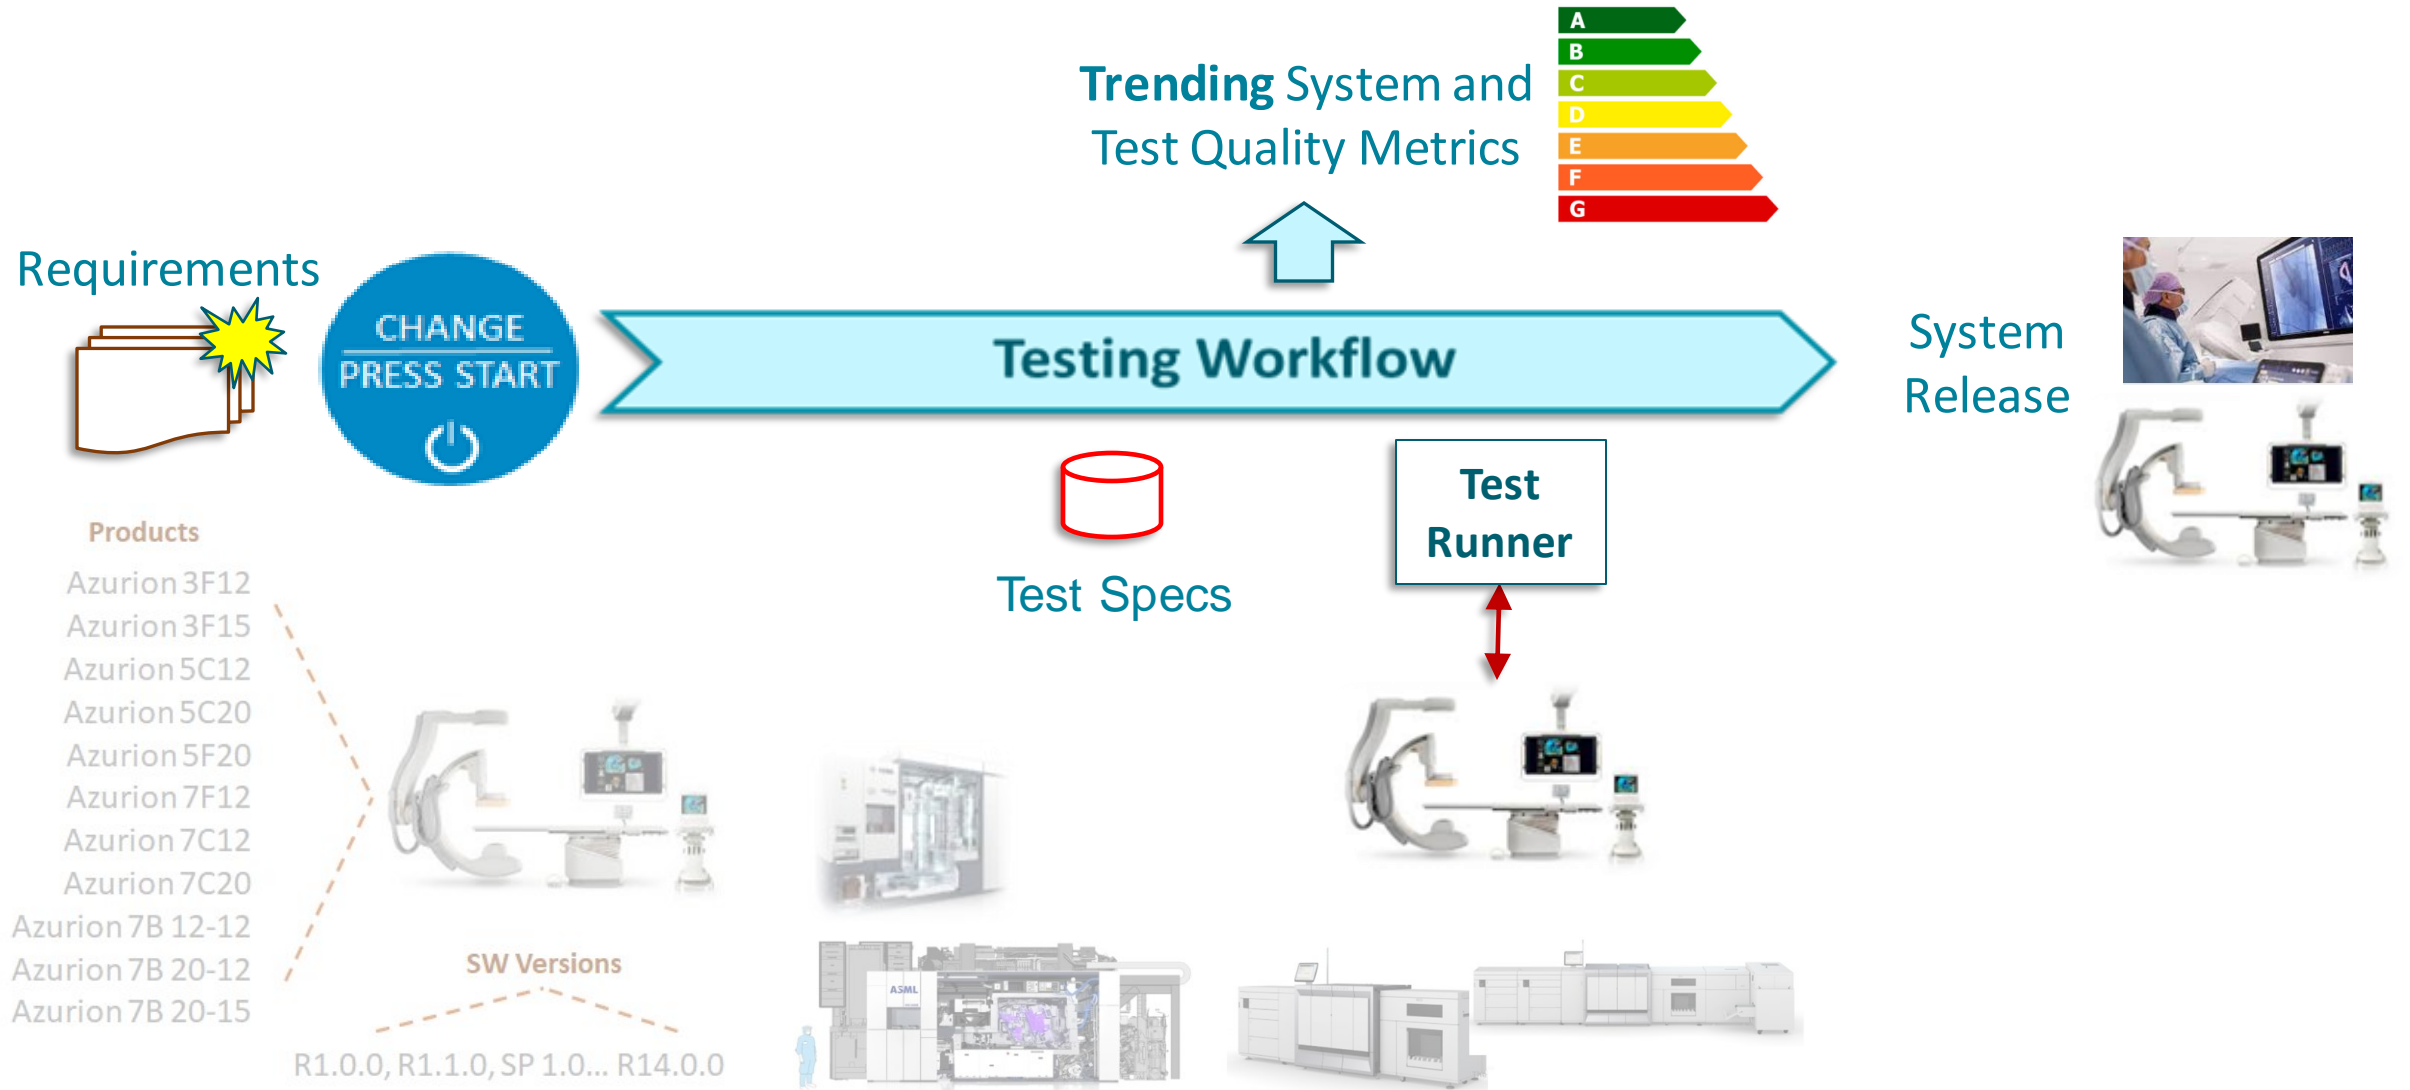 Trending System and
Test Quality Metrics
A
B
C
D
E
F
G
Requirements
CHANGE
PRESS START
Testing Workflow
System
Release
Test Specs
Test
Runner
Products
Azurion 3F12
Azurion 3F15
Azurion 5C12
Azurion 5C20
Azurion 5F20
Azurion 7F12
Azurion 7C12
Azurion 7C20
Azurion 7B 12-12
Azurion 7B 20-12
Azurion 7B 20-15
SW Versions
R1.0.0, R1.1.0, SP 1.0... R14.0.0
ASML